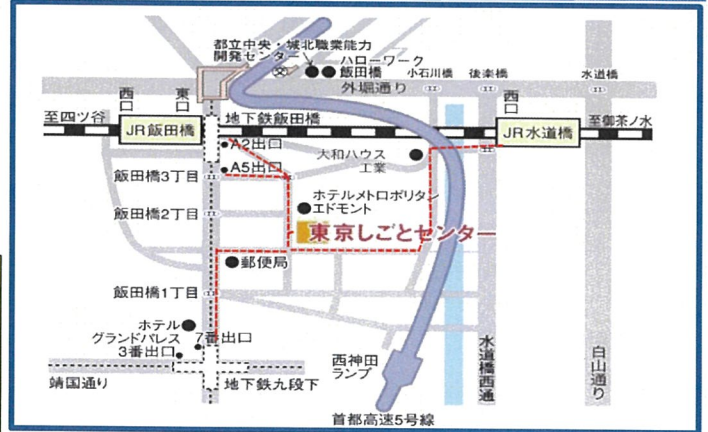 都立中央・城北職業能力
開発センター
ハローワーク
飯田橋
小石川橋
後楽橋
水道橋
外堀通り
西口
東口
西口
至四ツ谷
地下鉄飯田橋
至御茶ノ水
JR飯田橋
JR水道橋
A2出口
大和ハウス
工業
A5出口
飯田橋3丁目
ホテルメトロポリタン
エドモント
飯田橋2丁目
東京しごとセンター
郵便局
飯田橋1丁目
ホテル
グランドパレス
7番出口
3番出口
西神田
ランプ
水道橋西通
白山通り
靖国通り
地下鉄九段下
首都高速5号線